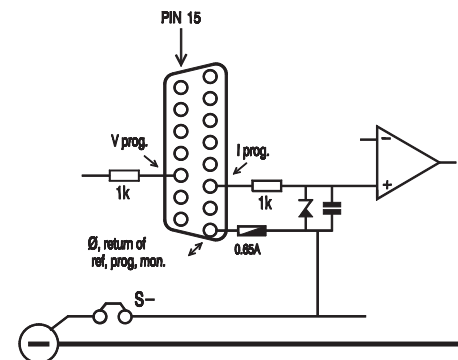 PIN 15
V prog.
I prog.
1k
1k
Ø, return of
ref, prog, mon.
0.65A
S–